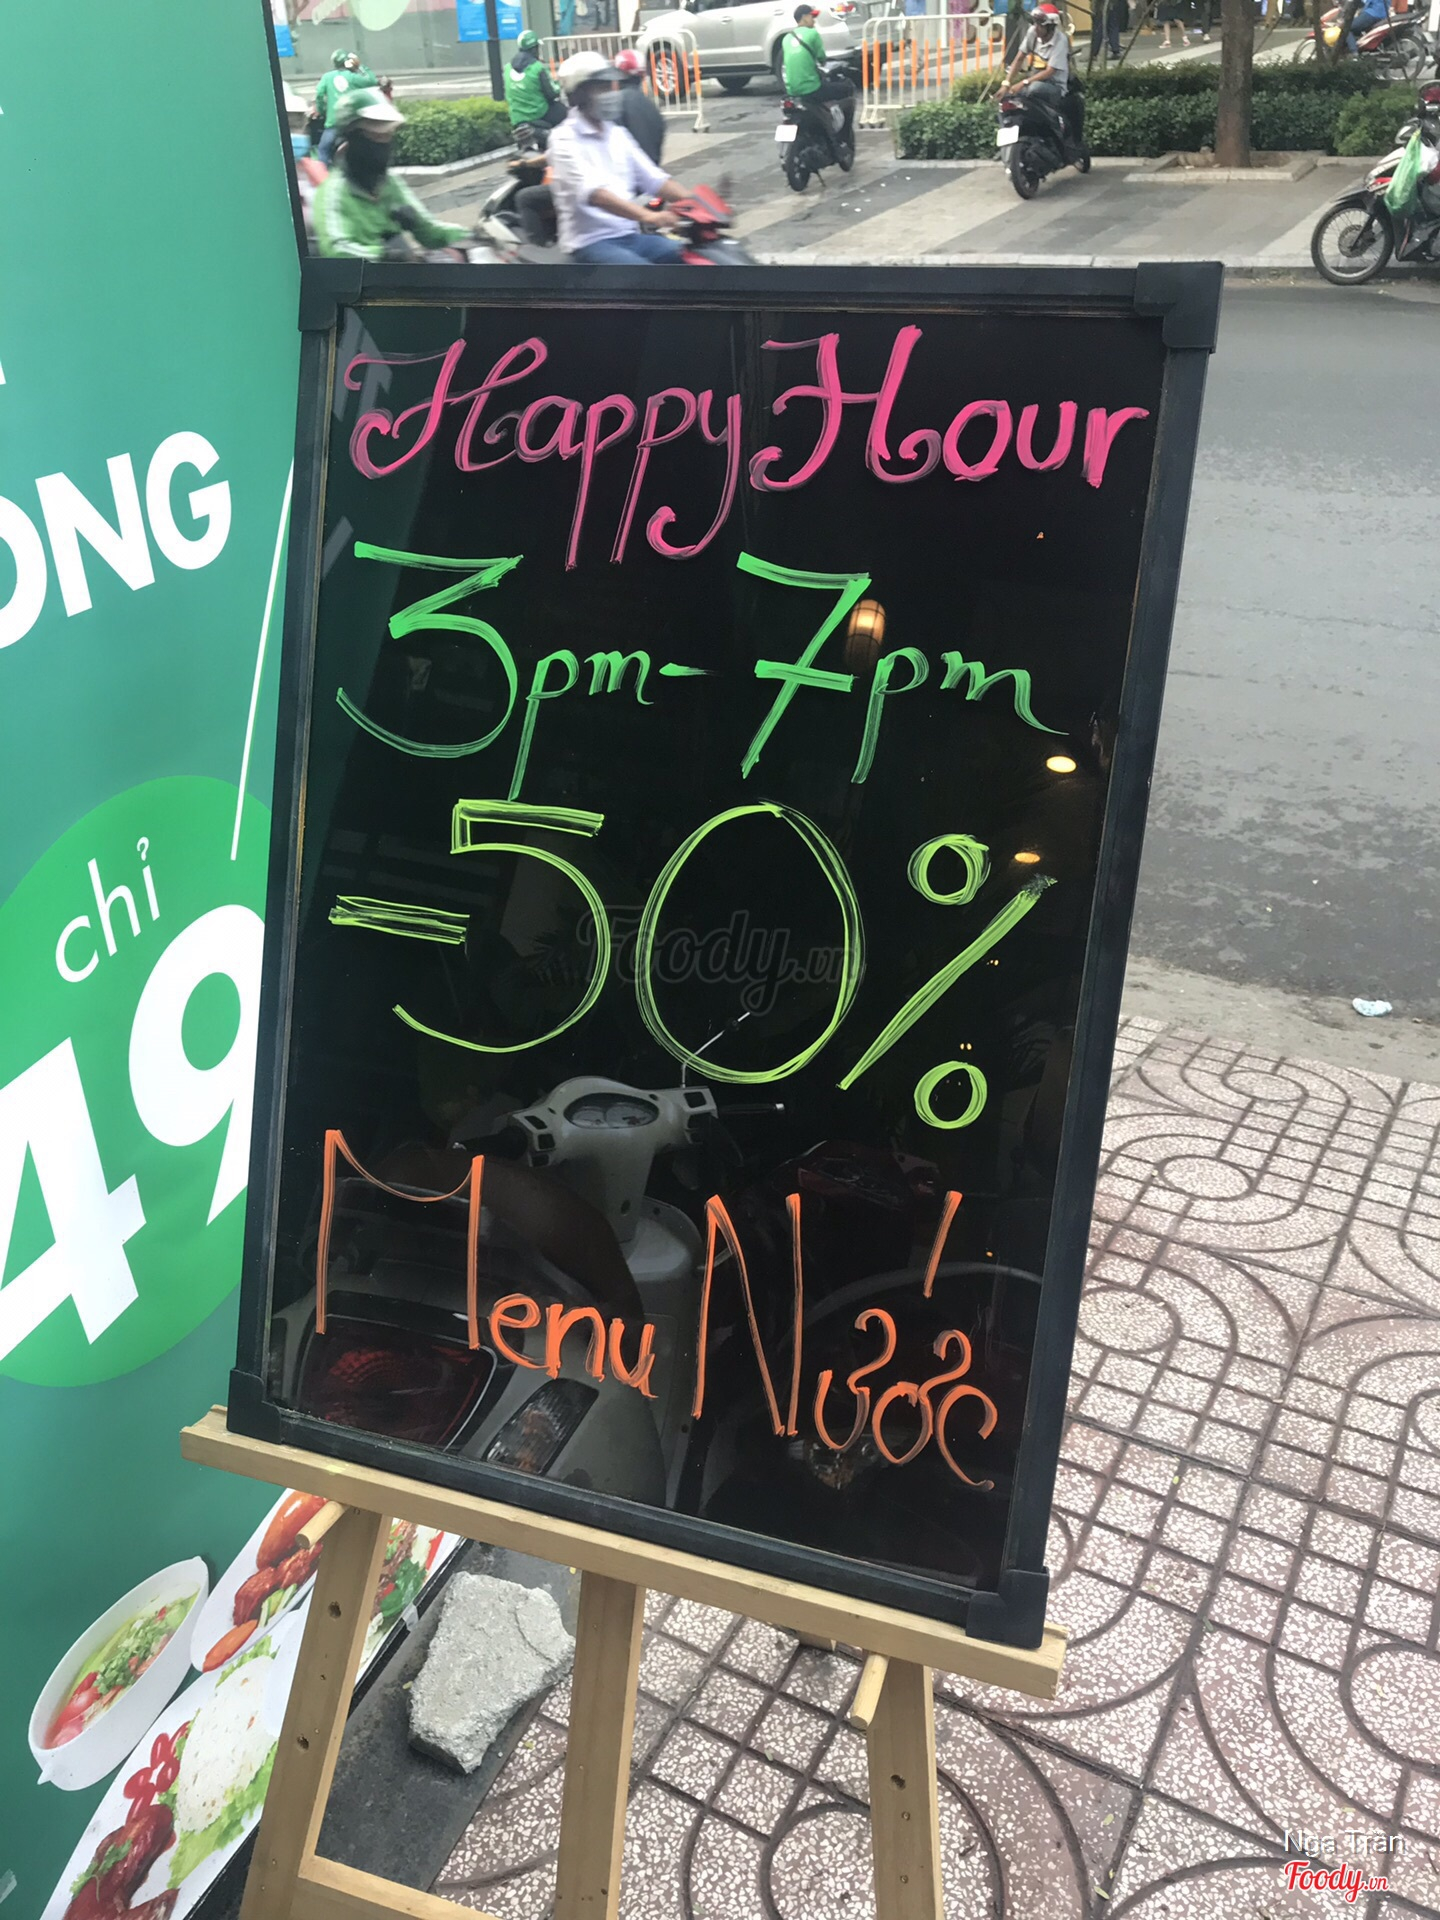 Happy Hour
3pm - 7pm
-50%
Menu Nước
ONG
chỉ
49
Foody.vn
Nga Tran
Foody.vn